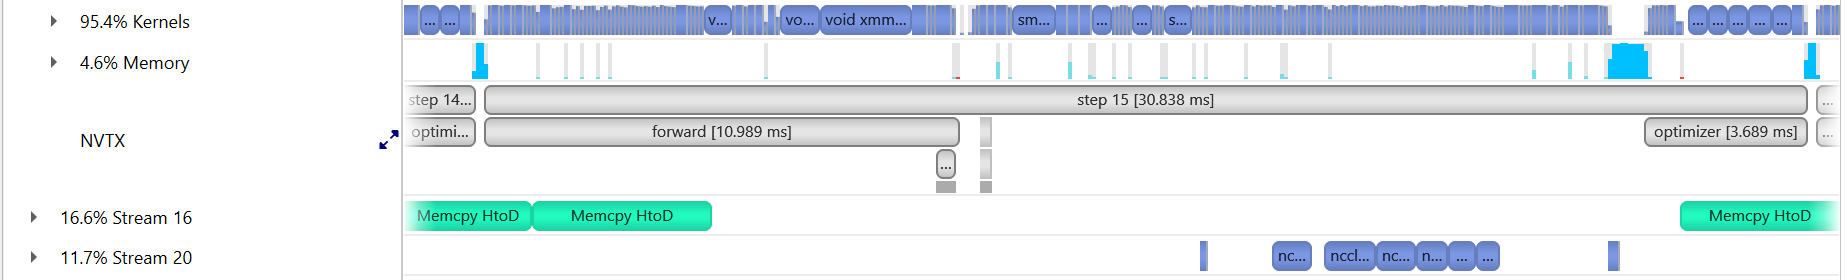 95.4% Kernels
... ... v... vo... void xmm... sm... ... ... s... ... ... ... ... ...
4.6% Memory
step 14... step 15 [30.838 ms] ...
NVTX
optimi... forward [10.989 ms] optimizer [3.689 ms] ...
...
16.6% Stream 16
Memcpy HtoD Memcpy HtoD Memcpy HtoD
11.7% Stream 20
nc... nccl... nc... n... ... ...